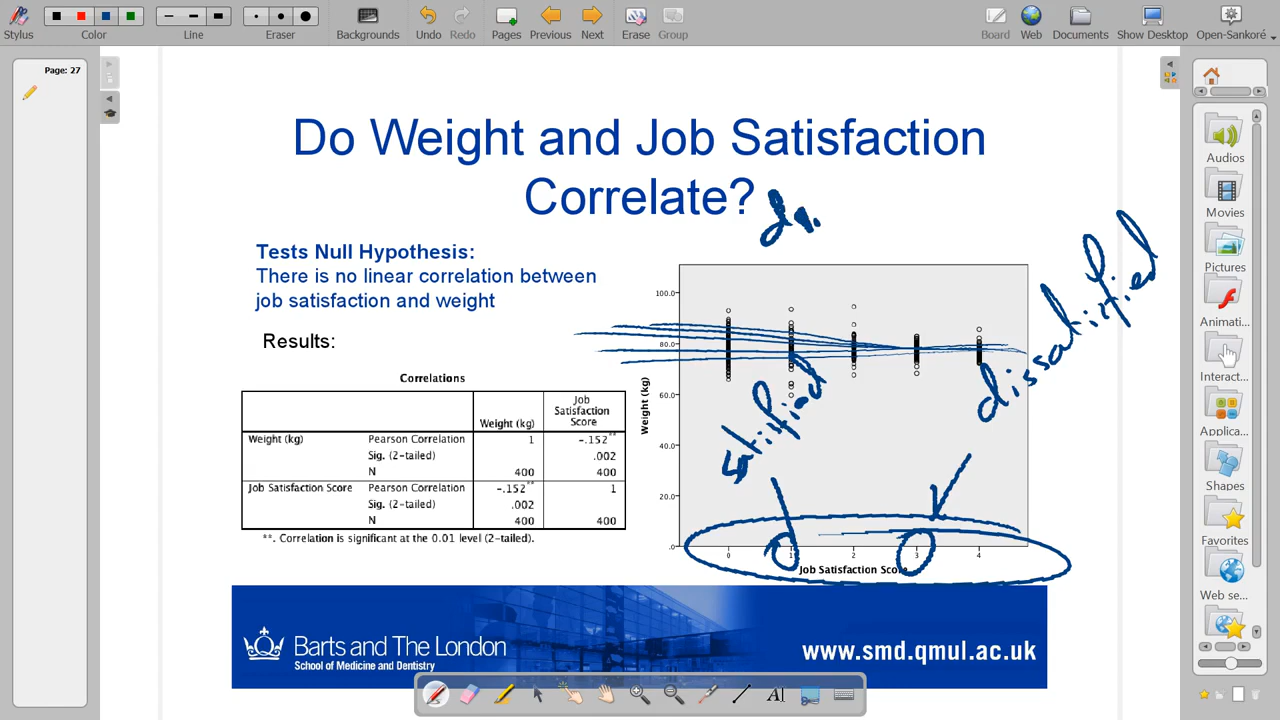 Stylus
Color
Line
Eraser
Backgrounds
Undo
Redo
Pages
Previous
Next
Erase
Group
Board
Web
Documents
Show Desktop
Open-Sankoré
Page: 27
Do Weight and Job Satisfaction
Correlate?
Tests Null Hypothesis:
There is no linear correlation between
job satisfaction and weight
Results:
Correlations
Weight (kg) Job Satisfaction Score
Weight (kg) Pearson Correlation 1 -.152**
Sig. (2-tailed) .002
N 400 400
Job Satisfaction Score Pearson Correlation -.152** 1
Sig. (2-tailed) .002
N 400 400
**. Correlation is significant at the 0.01 level (2-tailed).
Weight (kg)
100.0
80.0
60.0
40.0
20.0
.0
0 1 2 3 4
Job Satisfaction Score
satisfied
dissatisfied
Barts and The London
School of Medicine and Dentistry
www.smd.qmul.ac.uk
Audios
Movies
Pictures
Animati...
Interact...
Applica...
Shapes
Favorites
Web se...